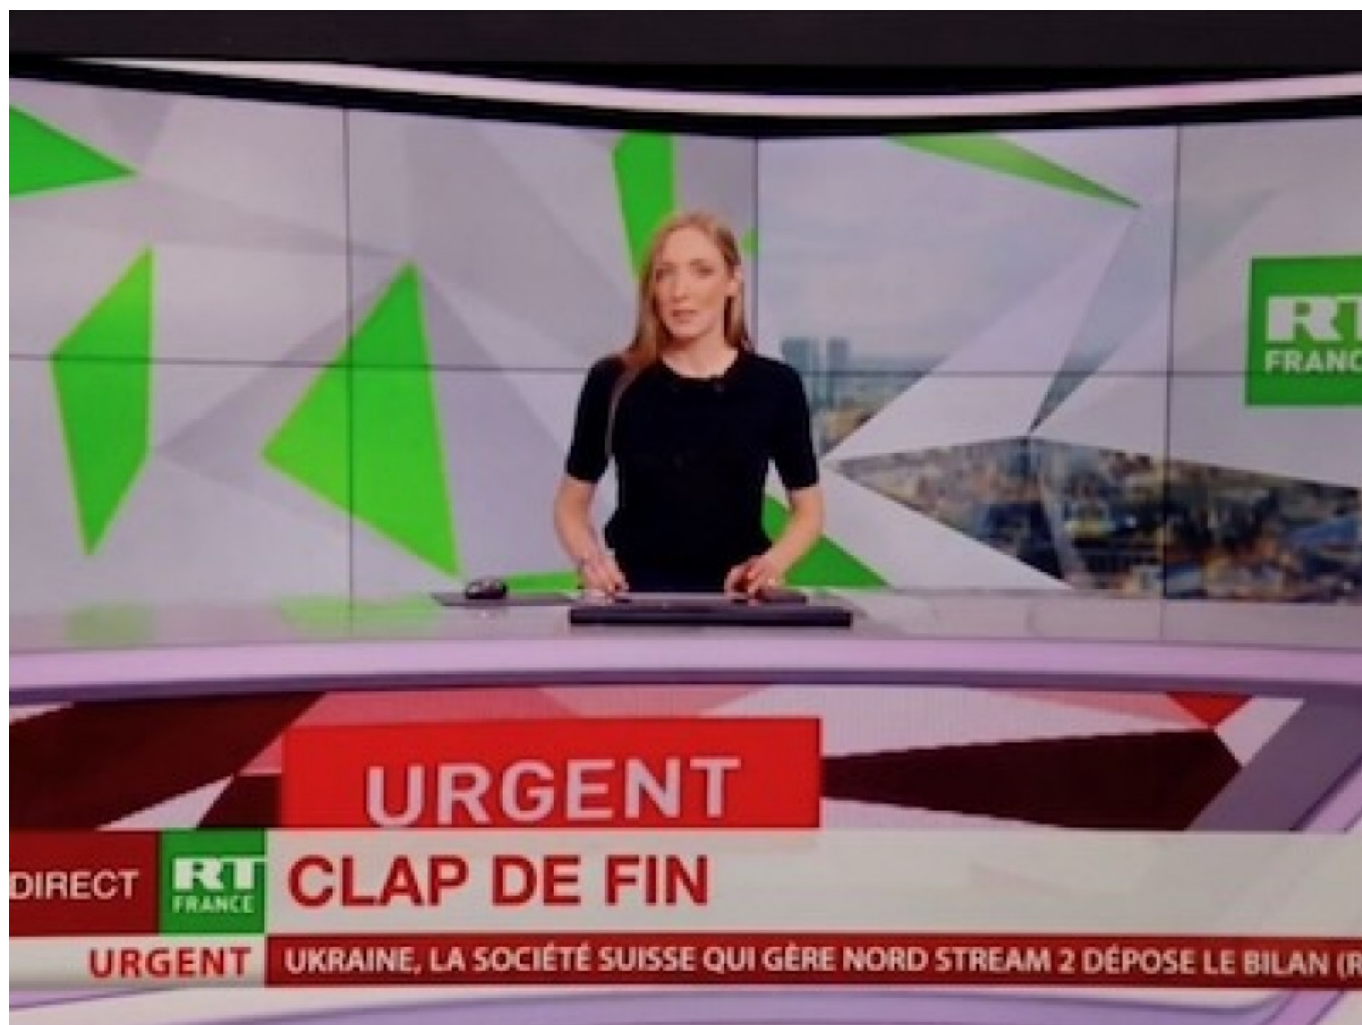 RT
FRANC
URGENT
DIRECT
RT
FRANCE
CLAP DE FIN
URGENT
UKRAINE, LA SOCIÉTÉ SUISSE QUI GÈRE NORD STREAM 2 DÉPOSE LE BILAN (R